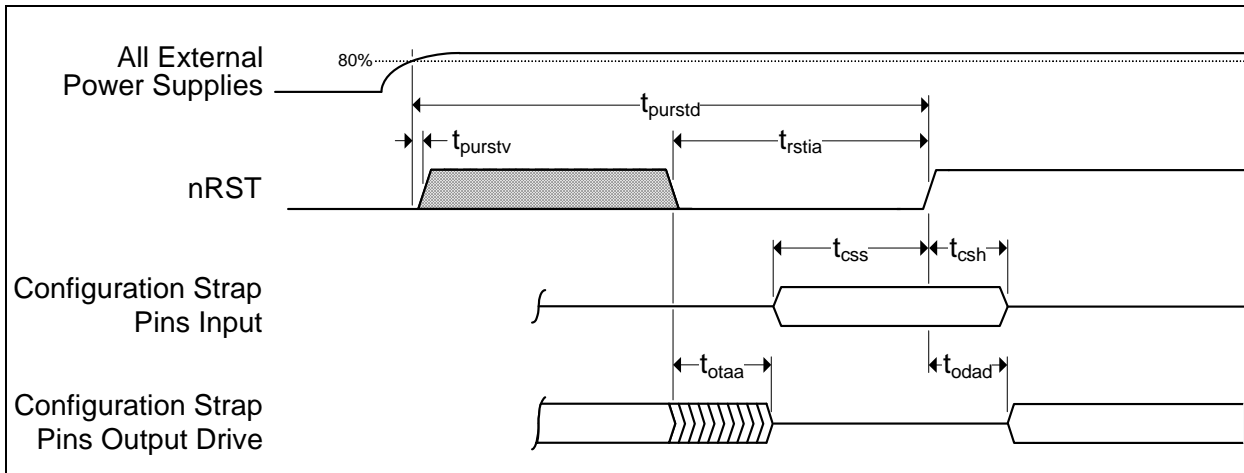 All External
Power Supplies
80%
tpurstd
tpurstv
trstia
nRST
tcss
tcsh
Configuration Strap
Pins Input
totaa
todad
Configuration Strap
Pins Output Drive